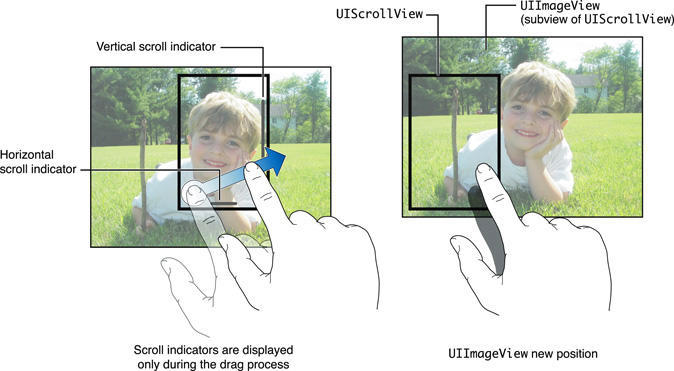 Vertical scroll indicator
Horizontal
scroll indicator
Scroll indicators are displayed
only during the drag process
UIScrollView
UIImageView
(subview of UIScrollView)
UIImageView new position